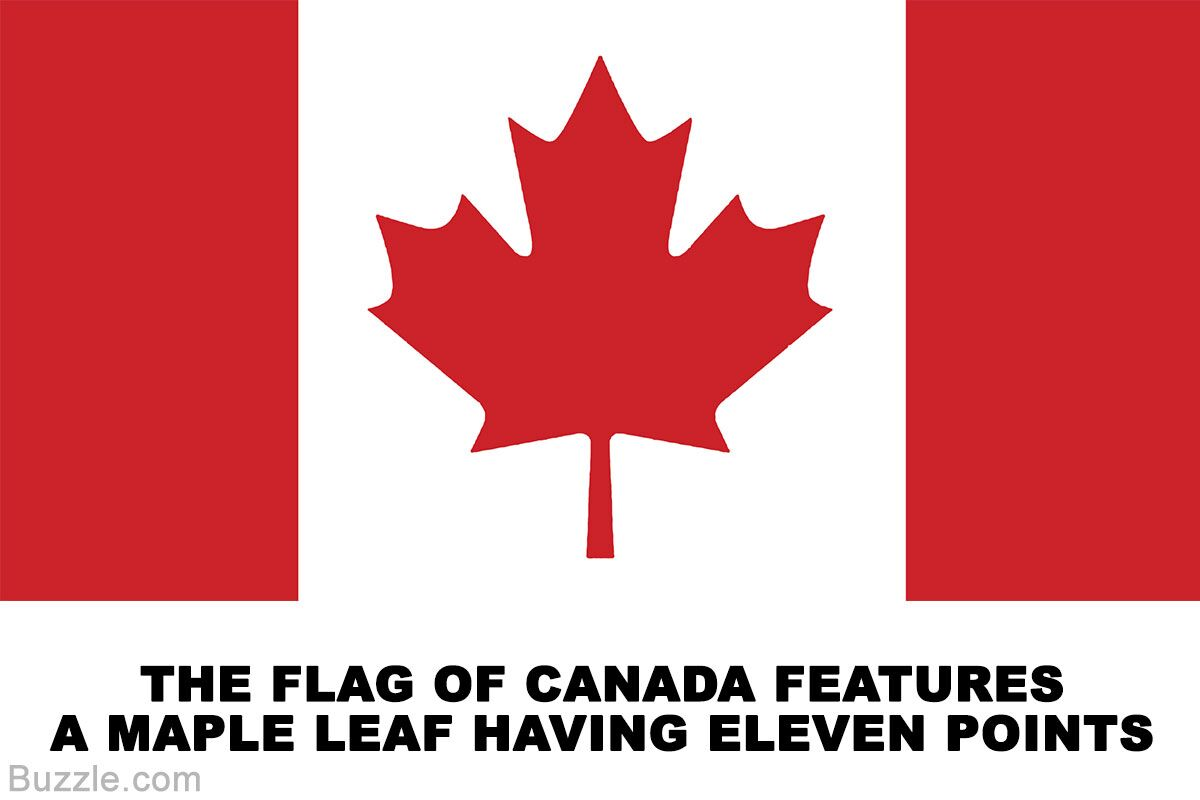 THE FLAG OF CANADA FEATURES
A MAPLE LEAF HAVING ELEVEN POINTS
Buzzle.com